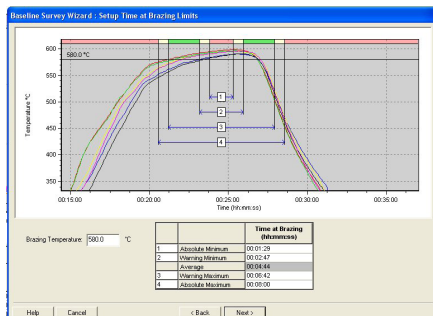 Baseline Survey Wizard : Setup Time at Brazing Limits
600
580.0 °C
550
500
450
400
350
Temperature °C
1
2
3
4
00:15:00 00:20:00 00:25:00 00:30:00 00:35:00
Time (hh:mm:ss)
Brazing Temperature: 580.0 °C
Time at Brazing (hh:mm:ss)
1 Absolute Minimum 00:01:29
2 Warning Minimum 00:02:47
Average 00:04:44
3 Warning Maximum 00:06:42
4 Absolute Maximum 00:08:00
Help Cancel < Back Next >